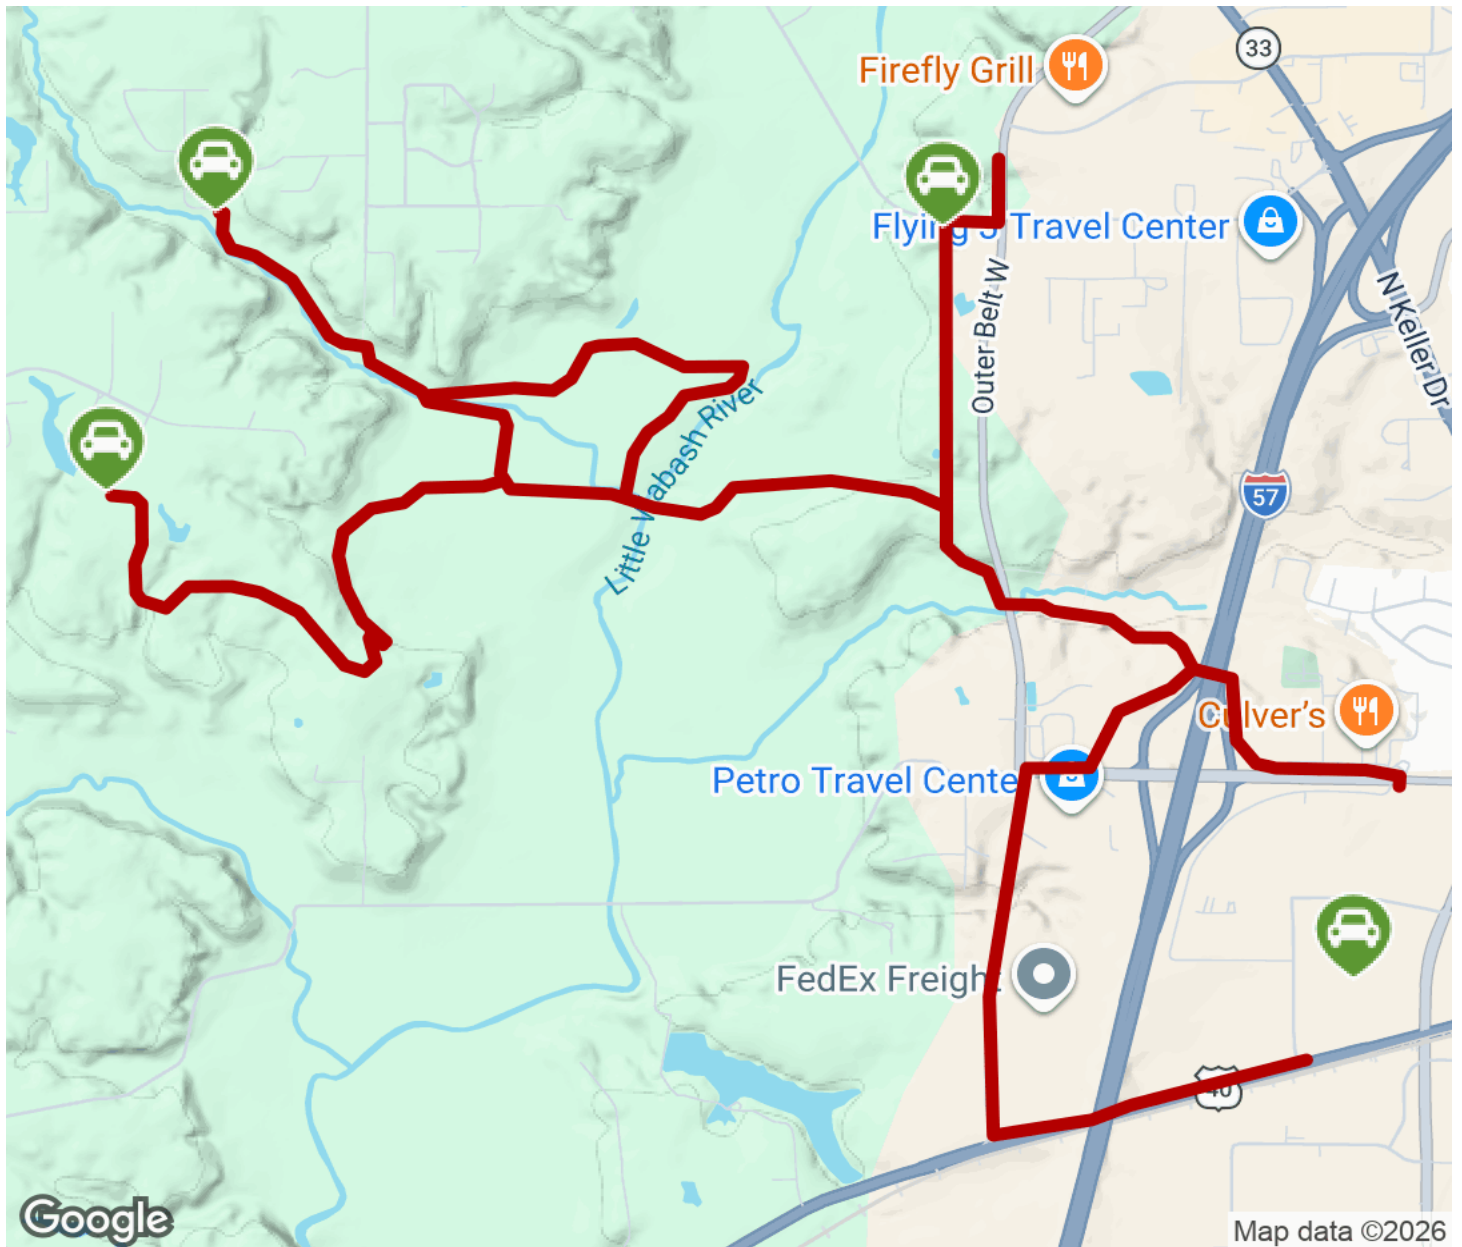 33
Firefly Grill
Flying J Travel Center
N Keller Dr
Outer Belt W
Little Wabash River
57
Culver's
Petro Travel Cente
FedEx Freight
40
Google
Map data ©2026